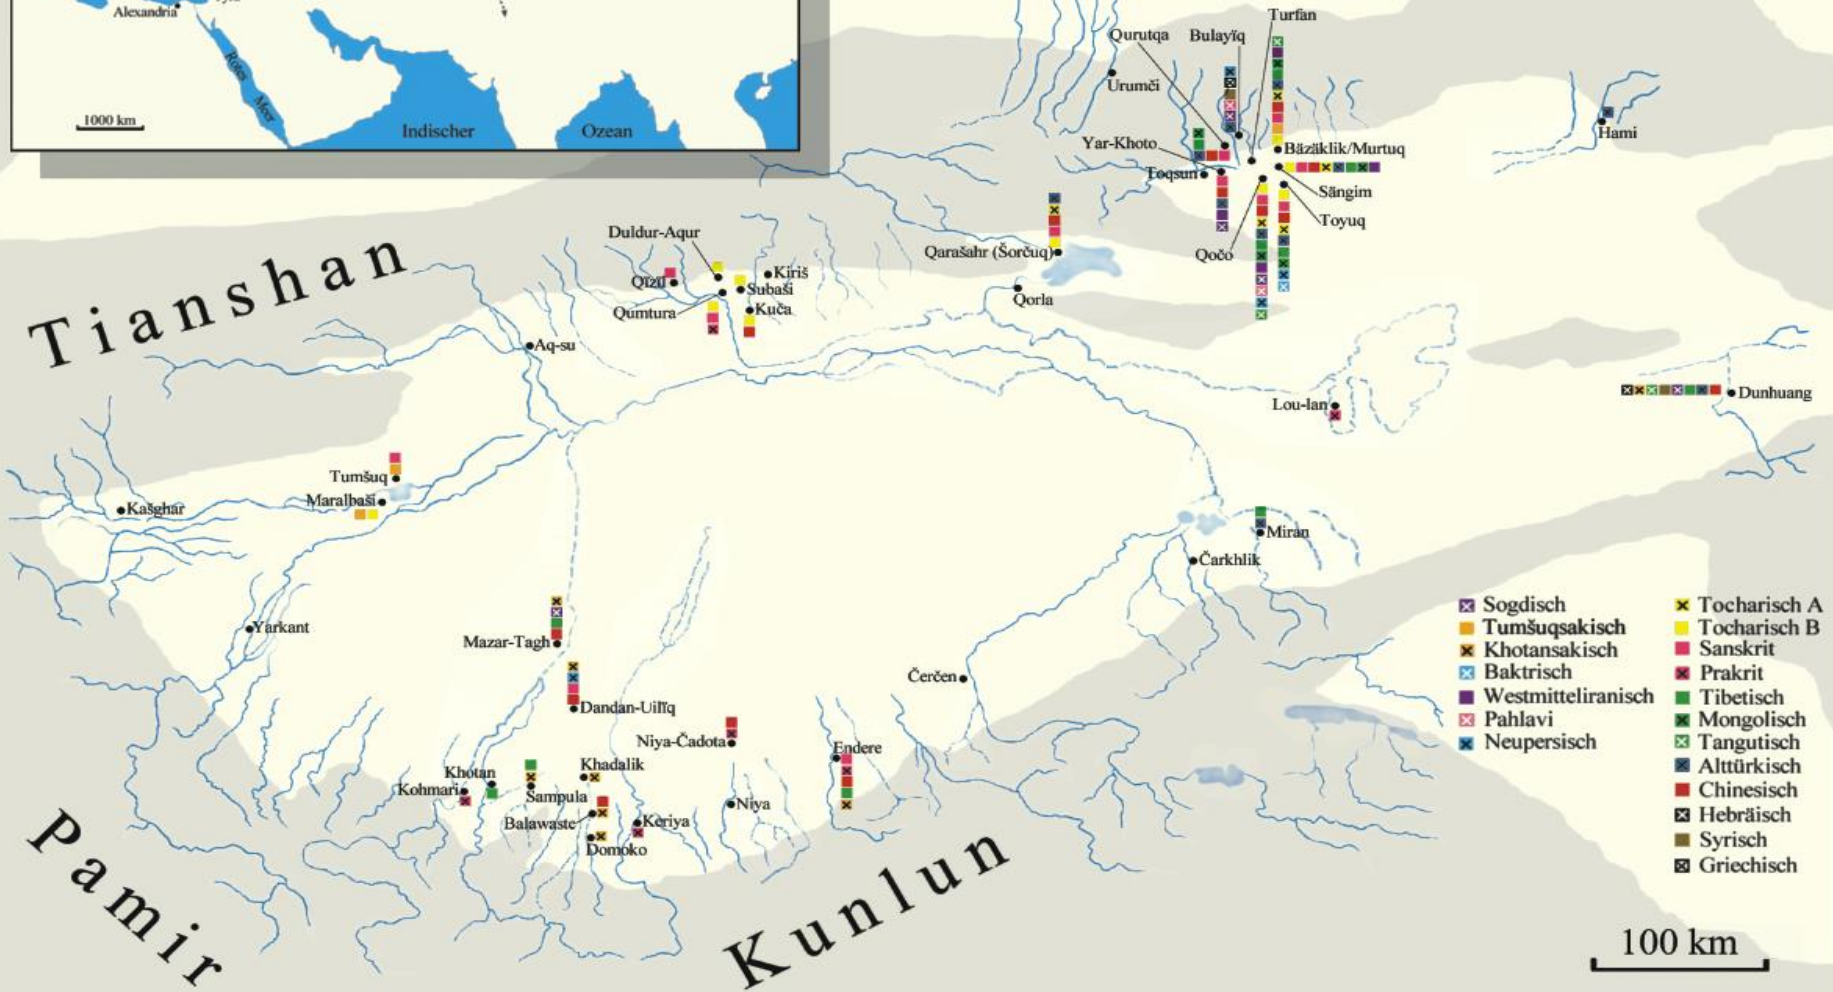 Alexandria
Rotes
Meer
1000 km
Indischer
Ozean
Turfan
Qurutqa
Bulayïq
Urumči
Hami
Yar-Khoto
Bäzäklik/Murtuq
Toqsun
Sängim
Toyuq
Duldur-Aqur
Qarašahr (Šorčuq)
Qočo
Tianshan
Qïzïl
Kiriš
Subaši
Qumtura
Kuča
Qorla
Aq-su
Dunhuang
Lou-lan
Tumšuq
Maralbaši
Kašghar
Miran
Čarkhlik
Yarkant
Mazar-Tagh
Čerčen
Dandan-Uilïq
Niya-Čadota
Endere
Khotan
Khadalik
Kohmari
Sampula
Niya
Balawaste
Keriya
Domoko
Pamir
Kunlun
Sogdisch
Tumšuqsakisch
Khotansakisch
Baktrisch
Westmitteliranisch
Pahlavi
Neupersisch
Tocharisch A
Tocharisch B
Sanskrit
Prakrit
Tibetisch
Mongolisch
Tangutisch
Alttürkisch
Chinesisch
Hebräisch
Syrisch
Griechisch
100 km